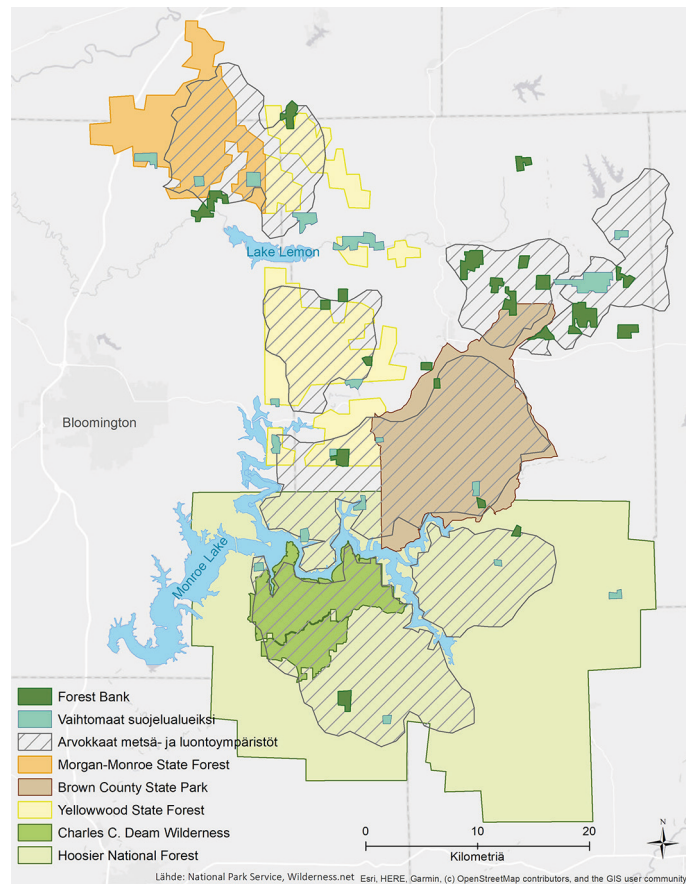 Lake Lemon
Bloomington
Monroe Lake
Forest Bank
Vaihtomaat suojelualueiksi
Arvokkaat metsä- ja luontoympäristöt
Morgan-Monroe State Forest
Brown County State Park
Yellowwood State Forest
Charles C. Deam Wilderness
Hoosier National Forest
0 10 20
Kilometriä
N
Lähde: National Park Service, Wilderness.net Esri, HERE, Garmin, (c) OpenStreetMap contributors, and the GIS user community